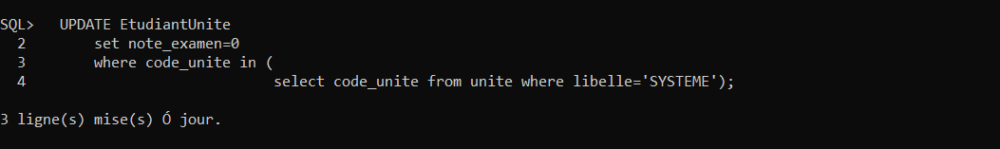 SQL>   UPDATE EtudiantUnite
  2        set note_examen=0
  3        where code_unite in (
  4                             select code_unite from unite where libelle='SYSTEME');
3 ligne(s) mise(s) Ó jour.